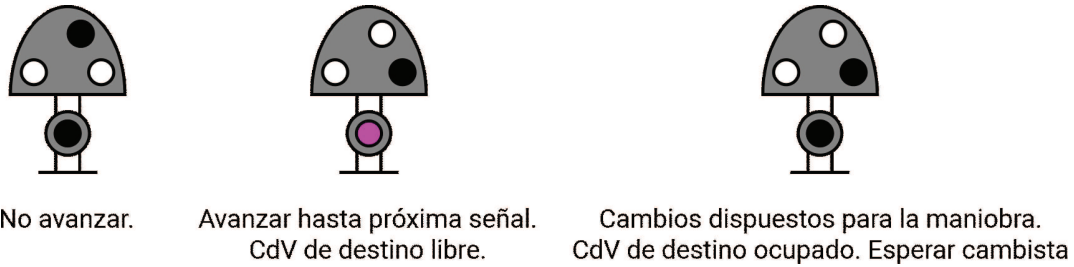 No avanzar.
Avanzar hasta próxima señal.
CdV de destino libre.
Cambios dispuestos para la maniobra.
CdV de destino ocupado. Esperar cambista